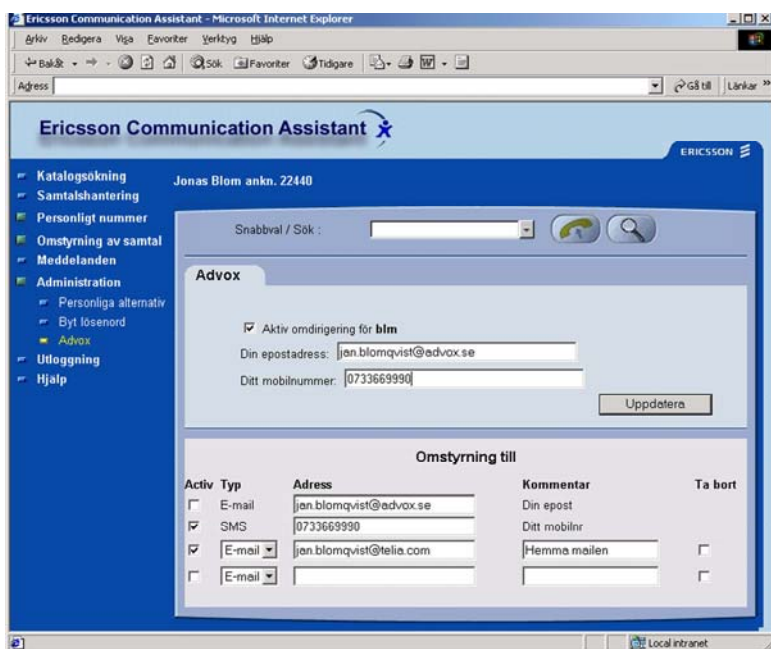 Ericsson Communication Assistant - Microsoft Internet Explorer
Arkiv Redigera Visa Favoriter Verktyg Hjälp
Bakåt Sök Favoriter Tidigare
Adress Gå till Länkar »
Ericsson Communication Assistant
ERICSSON
Katalogsökning
Samtalshantering
Personligt nummer
Omstyrning av samtal
Meddelanden
Administration
Personliga alternativ
Byt lösenord
Advox
Utloggning
Hjälp
Jonas Blom ankn. 22440
Snabbval / Sök :
Advox
Aktiv omdirigering för blm
Din epostadress: jan.blomqvist@advox.se
Ditt mobilnummer: 0733669990
Uppdatera
Omstyrning till
Activ Typ Adress Kommentar Ta bort
E-mail jan.blomqvist@advox.se Din epost
SMS 0733669990 Ditt mobilnr
E-mail jan.blomqvist@telia.com Hemma mailen
E-mail
Local intranet